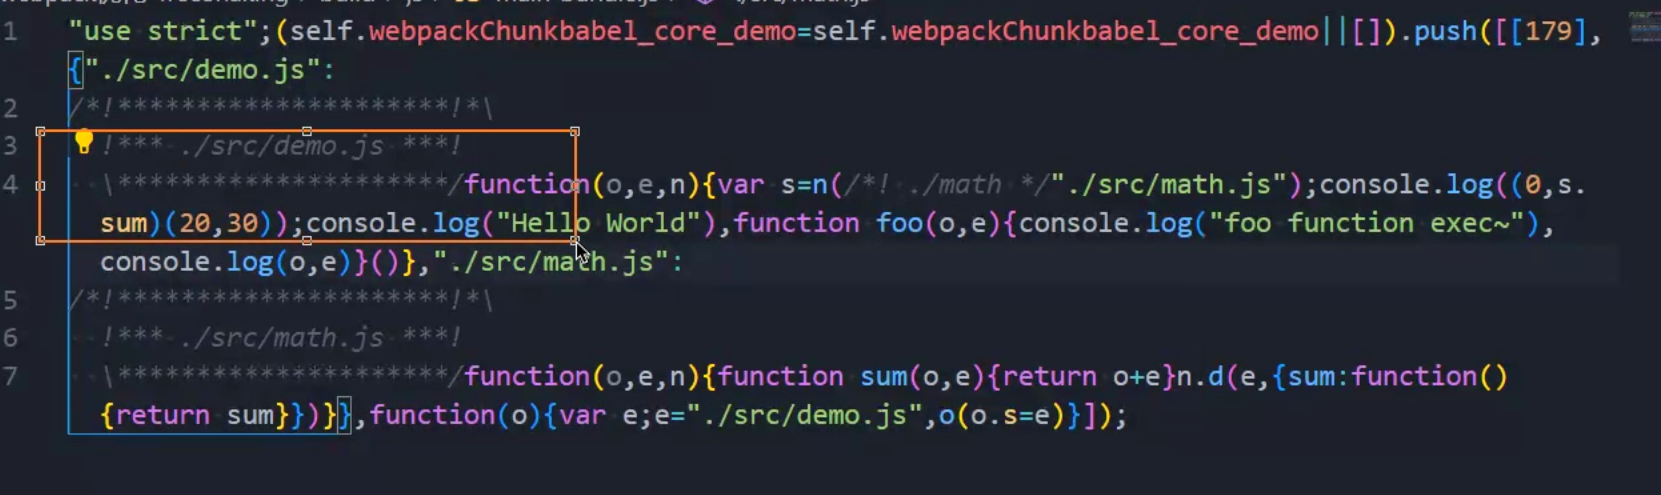 1 "use strict";(self.webpackChunkbabel_core_demo=self.webpackChunkbabel_core_demo||[]).push([[179],
{"./src/demo.js":
2 /*!*********************!*\
3 !*** ./src/demo.js ***!
4 \*********************/function(o,e,n){var s=n(/*! ./math */"./src/math.js");console.log((0,s.
sum)(20,30));console.log("Hello World"),function foo(o,e){console.log("foo function exec~"),
console.log(o,e)}()},"./src/math.js":
5 /*!*********************!*\
6 !*** ./src/math.js ***!
7 \*********************/function(o,e,n){function sum(o,e){return o+e}n.d(e,{sum:function()
{return sum}})}},function(o){var e;e="./src/demo.js",o(o.s=e)}]);